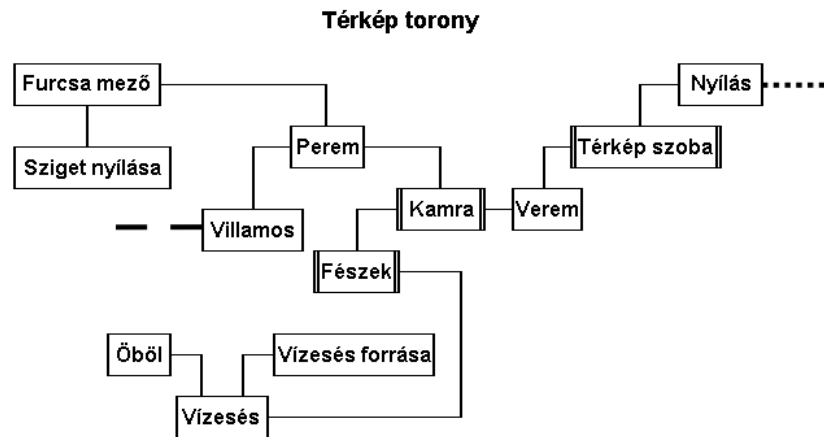 Térkép torony
Furcsa mező
Nyílás
Perem
Térkép szoba
Sziget nyílása
Kamra
Verem
Villamos
Fészek
Öböl
Vízesés forrása
Vízesés